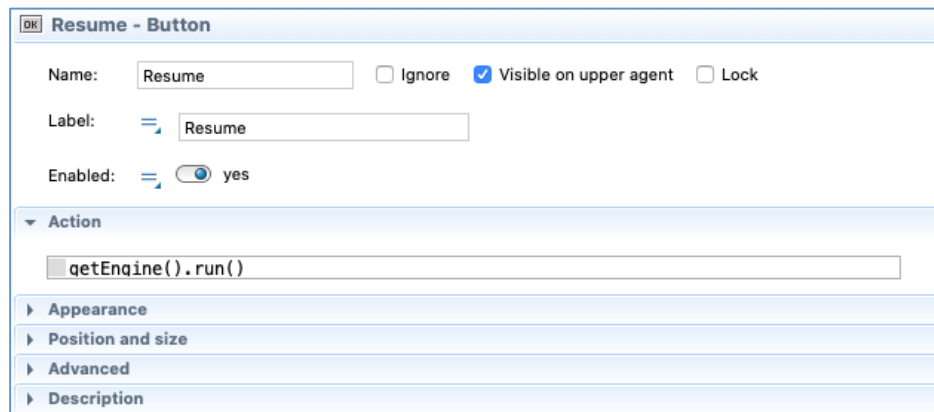 OK Resume - Button
Name: Resume Ignore Visible on upper agent Lock
Label: Resume
Enabled: yes
Action
getEngine().run()
Appearance
Position and size
Advanced
Description